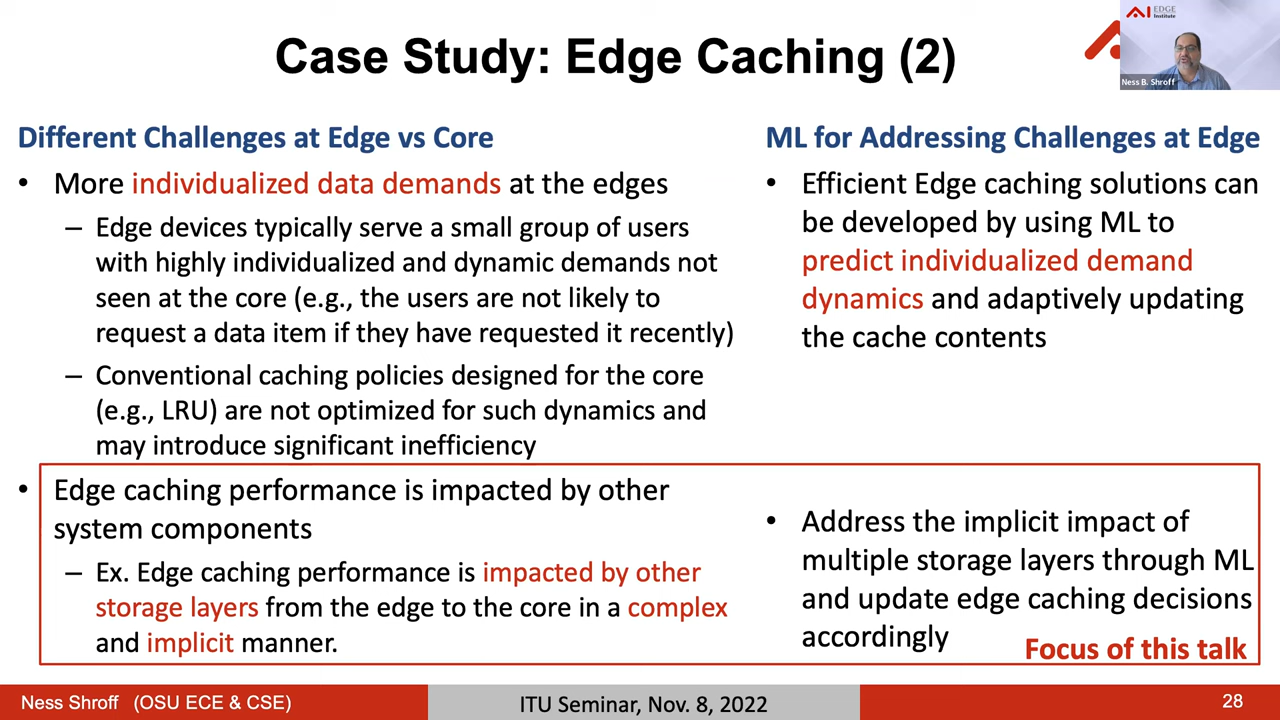 Case Study: Edge Caching (2)
AI EDGE
Institute
Ness B. Shroff
Different Challenges at Edge vs Core
• More individualized data demands at the edges
– Edge devices typically serve a small group of users
with highly individualized and dynamic demands not
seen at the core (e.g., the users are not likely to
request a data item if they have requested it recently)
– Conventional caching policies designed for the core
(e.g., LRU) are not optimized for such dynamics and
may introduce significant inefficiency
• Edge caching performance is impacted by other
system components
– Ex. Edge caching performance is impacted by other
storage layers from the edge to the core in a complex
and implicit manner.
ML for Addressing Challenges at Edge
• Efficient Edge caching solutions can
be developed by using ML to
predict individualized demand
dynamics and adaptively updating
the cache contents
• Address the implicit impact of
multiple storage layers through ML
and update edge caching decisions
accordingly
Focus of this talk
Ness Shroff (OSU ECE & CSE)
ITU Seminar, Nov. 8, 2022
28